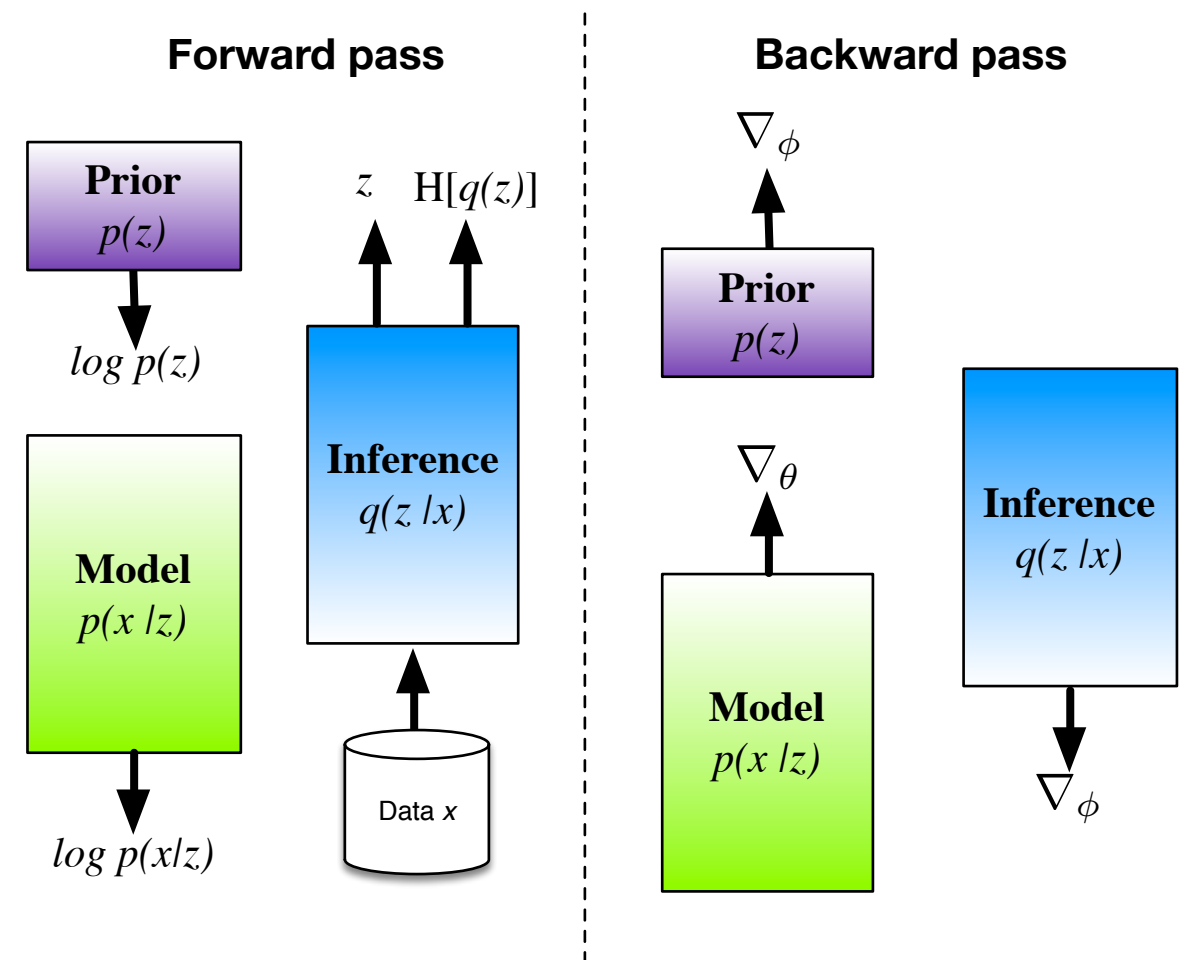 Forward pass
Prior
p(z)
log p(z)
Model
p(x|z)
log p(x|z)
z
H[q(z)]
Inference
q(z|x)
Data x
Backward pass
∇ϕ
Prior
p(z)
∇θ
Model
p(x|z)
Inference
q(z|x)
∇ϕ